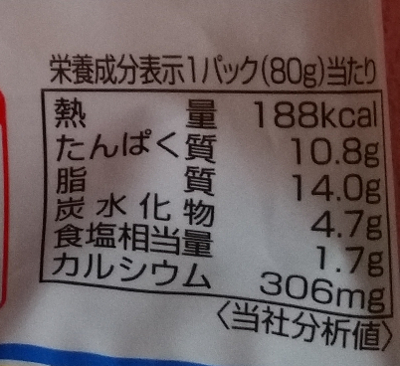 栄養成分表示1パック(80g)当たり
熱量 188kcal
たんぱく質 10.8g
脂質 14.0g
炭水化物 4.7g
食塩相当量 1.7g
カルシウム 306mg
〈当社分析値〉